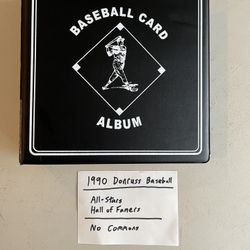 BASEBALL CARD
ALBUM
1990 Donruss Baseball
All-Stars
Hall of Famers
No Commons